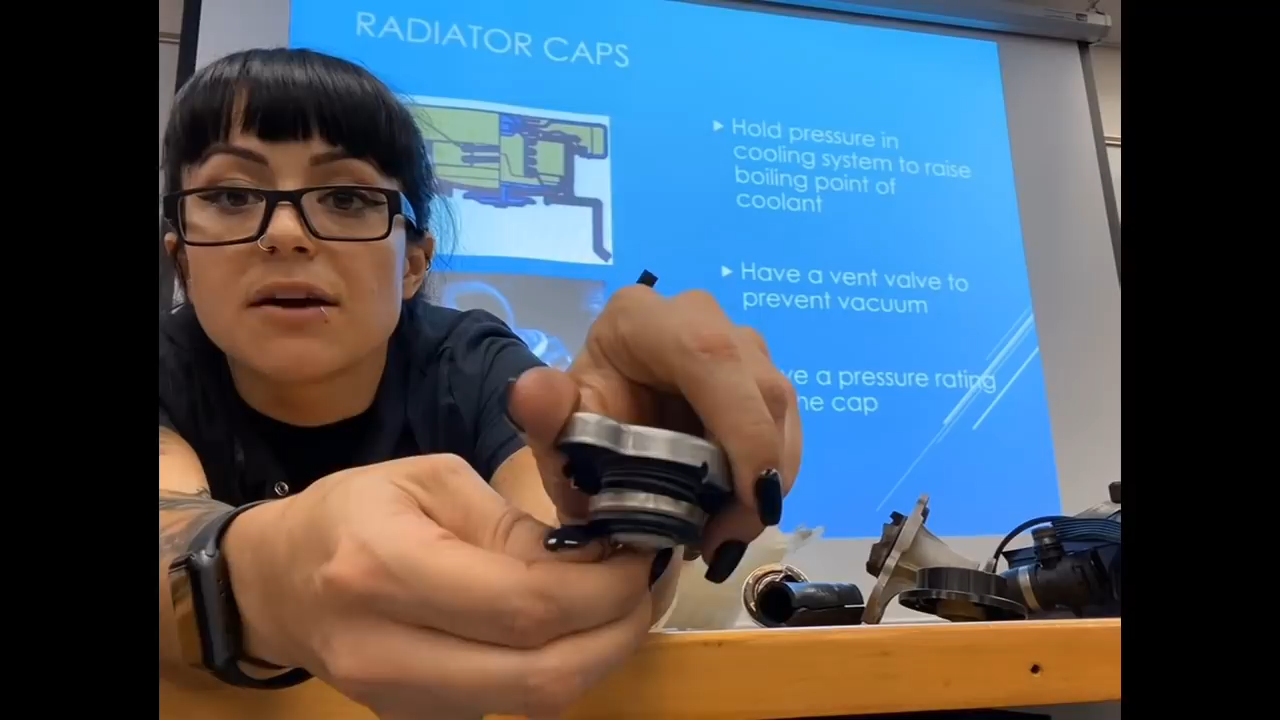 RADIATOR CAPS
Hold pressure in
cooling system to raise
boiling point of
coolant
Have a vent valve to
prevent vacuum
ve a pressure rating
he cap